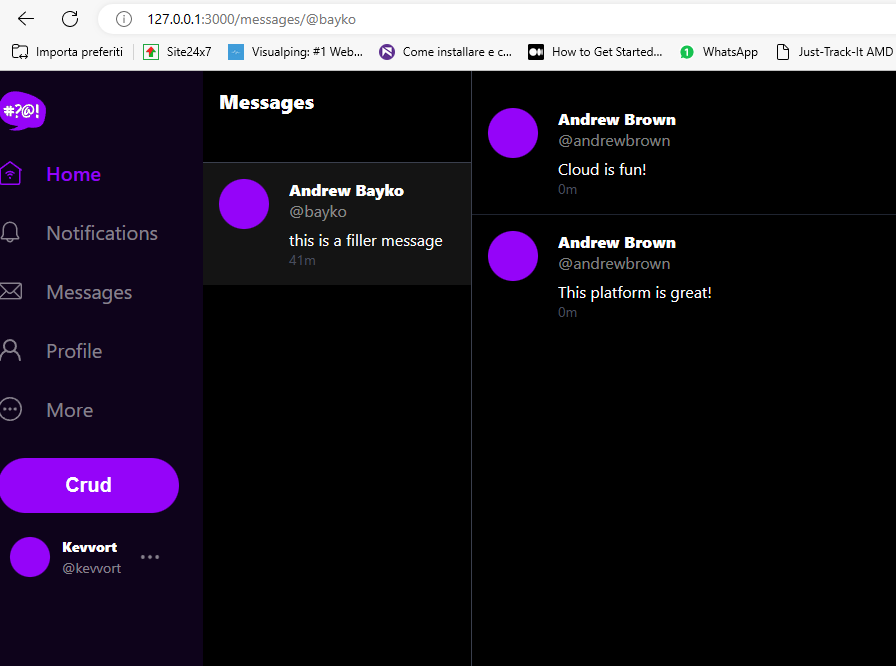 127.0.0.1:3000/messages/@bayko
Importa preferiti
Site24x7
Visualping: #1 Web...
Come installare e c...
How to Get Started...
WhatsApp
Just-Track-It AMD
#?@!
Home
Notifications
Messages
Profile
More
Crud
Kevvort
@kevvort
Messages
Andrew Bayko
@bayko
this is a filler message
41m
Andrew Brown
@andrewbrown
Cloud is fun!
0m
Andrew Brown
@andrewbrown
This platform is great!
0m